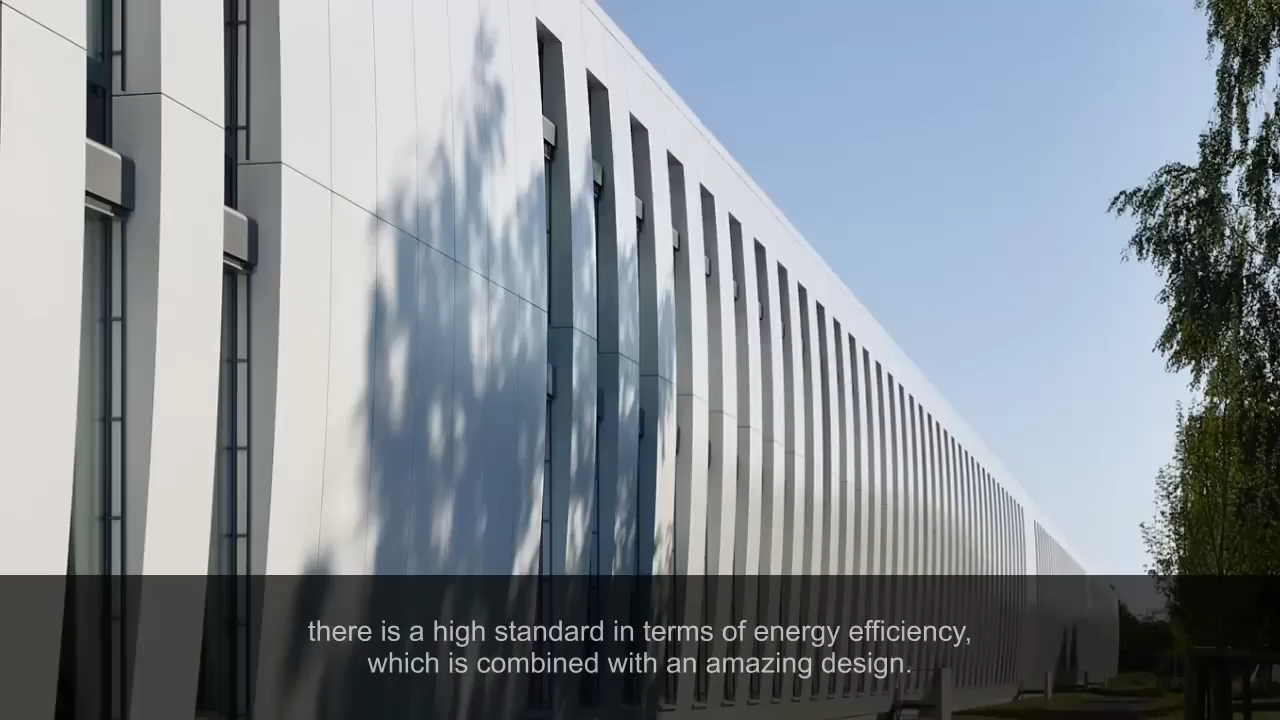 there is a high standard in terms of energy efficiency,
which is combined with an amazing design.